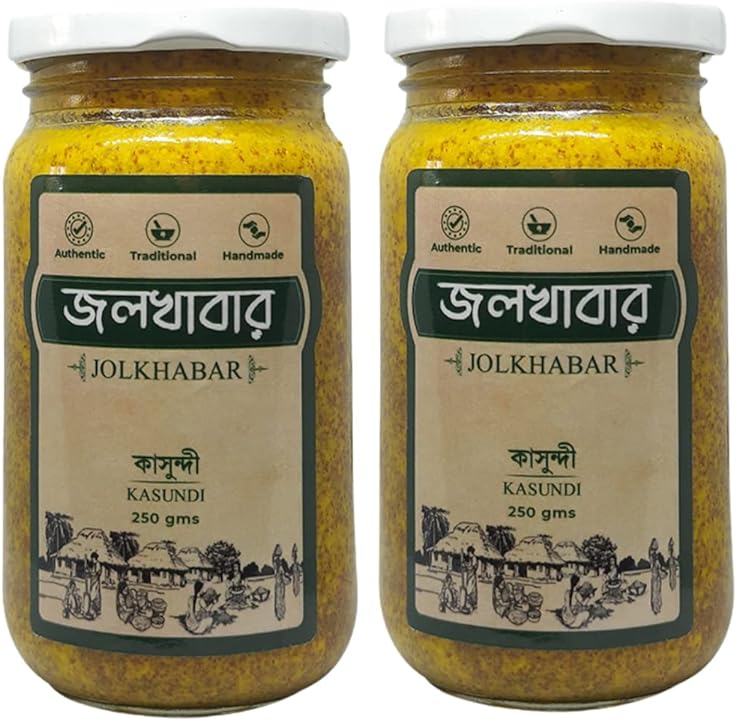 Authentic Traditional Handmade
জলখাবার
JOLKHABAR
কাসুন্দী
KASUNDI
250 gms
Authentic Traditional Handmade
জলখাবার
JOLKHABAR
কাসুন্দী
KASUNDI
250 gms